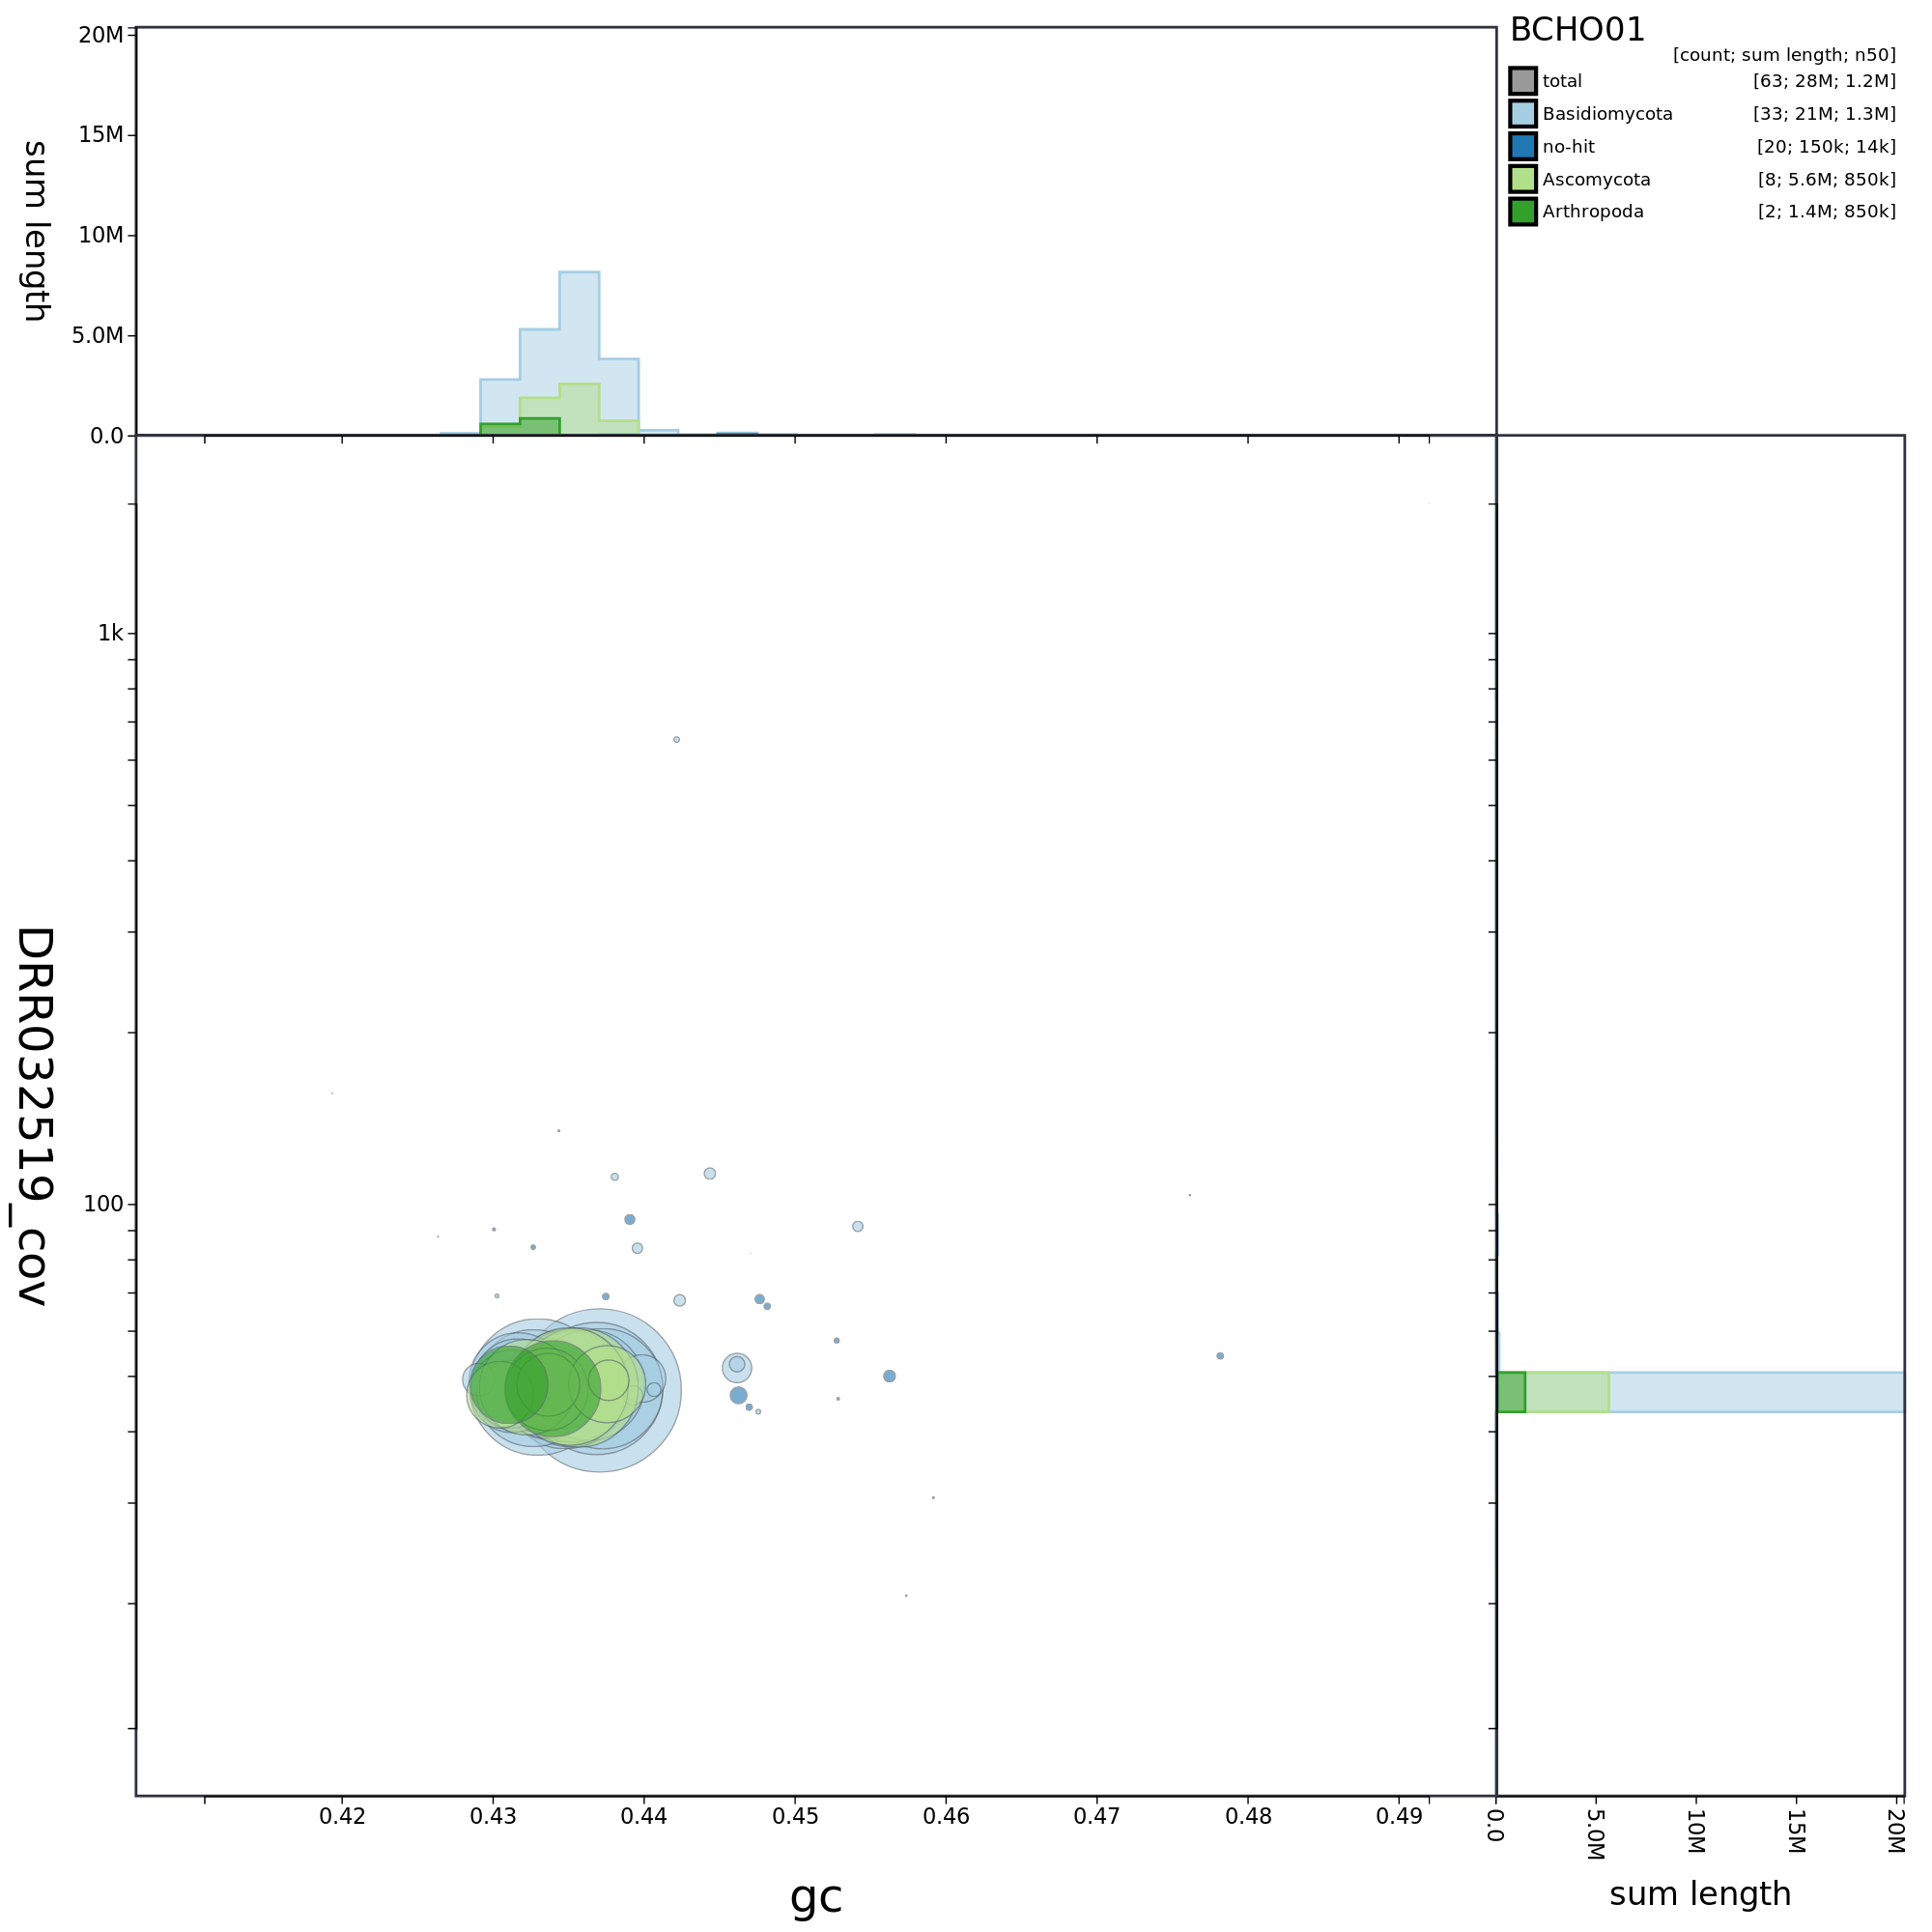 BCHO01
[count; sum length; n50]
total [63; 28M; 1.2M]
Basidiomycota [33; 21M; 1.3M]
no-hit [20; 150k; 14k]
Ascomycota [8; 5.6M; 850k]
Arthropoda [2; 1.4M; 850k]
sum length
20M
15M
10M
5.0M
0.0
DRR032519_cov
1k
100
0.42 0.43 0.44 0.45 0.46 0.47 0.48 0.49
gc
0.0 5.0M 10M 15M 20M
sum length